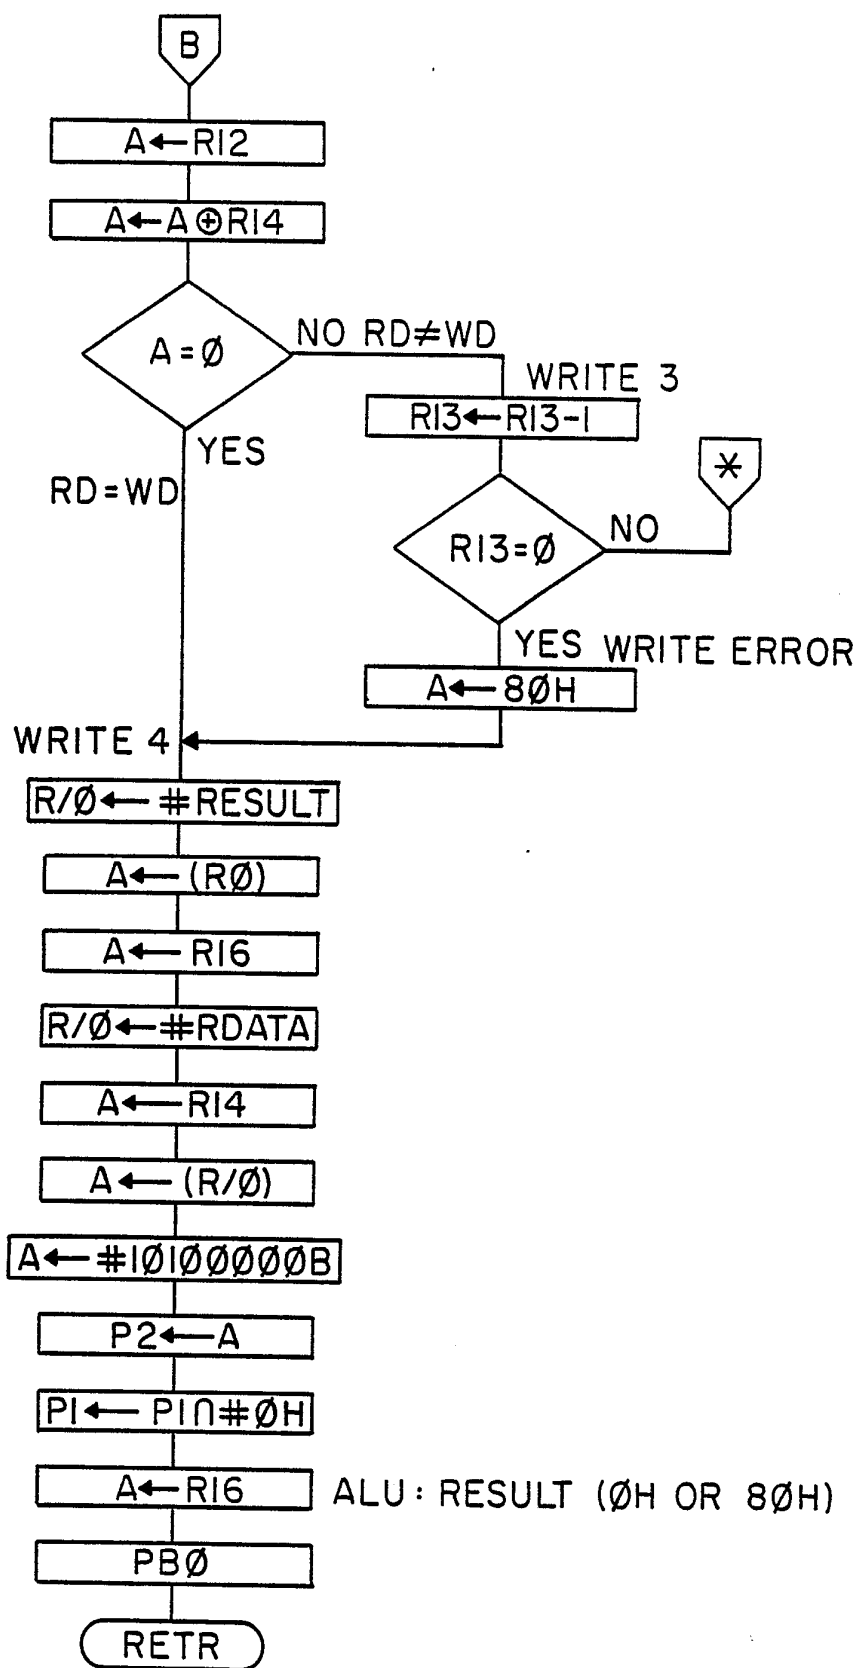 B
A←R12
A←A⊕R14
A=Ø
NO RD≠WD
WRITE 3
R13←R13-1
YES
RD=WD
*
R13=Ø
NO
YES WRITE ERROR
A←8ØH
WRITE 4
R/Ø←#RESULT
A←(RØ)
A←R16
R/Ø←#RDATA
A←R14
A←(R/Ø)
A←#1Ø1ØØØØØB
P2←A
P1←P1∩#ØH
A←R16 ALU: RESULT (ØH OR 8ØH)
PBØ
RETR